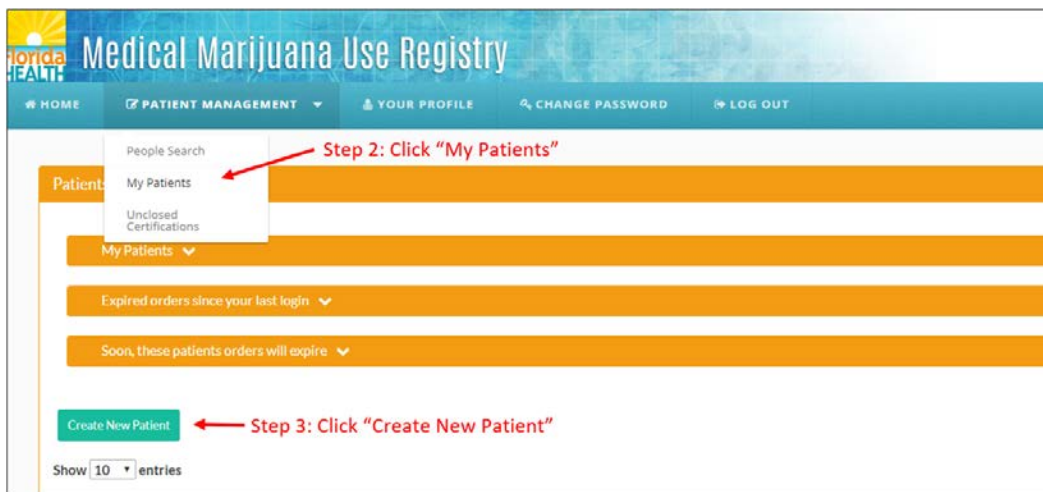 Florida
HEALTH
Medical Marijuana Use Registry
HOME
PATIENT MANAGEMENT
YOUR PROFILE
CHANGE PASSWORD
LOG OUT
People Search
Step 2: Click “My Patients”
Patient
My Patients
Unclosed
Certifications
My Patients
Expired orders since your last login
Soon, these patients orders will expire
Create New Patient
Step 3: Click “Create New Patient”
Show 10 entries